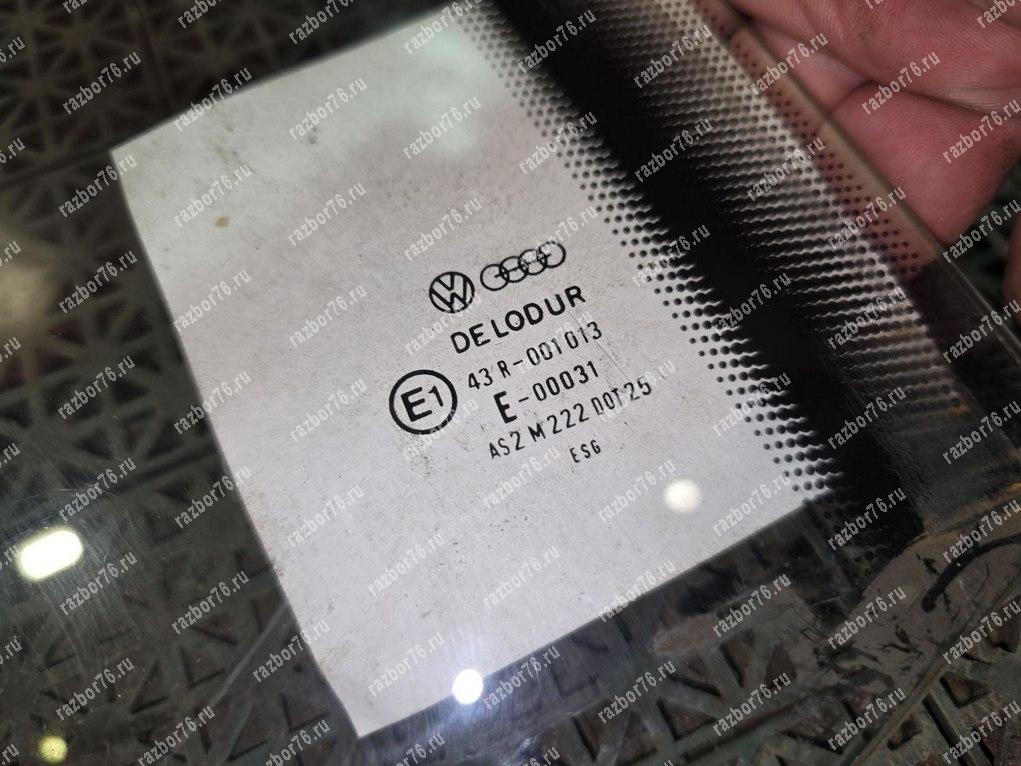 DELODUR
E1
43 R-001013
E-00031
AS2 M222 DOT25
ESG
razbor76.ru